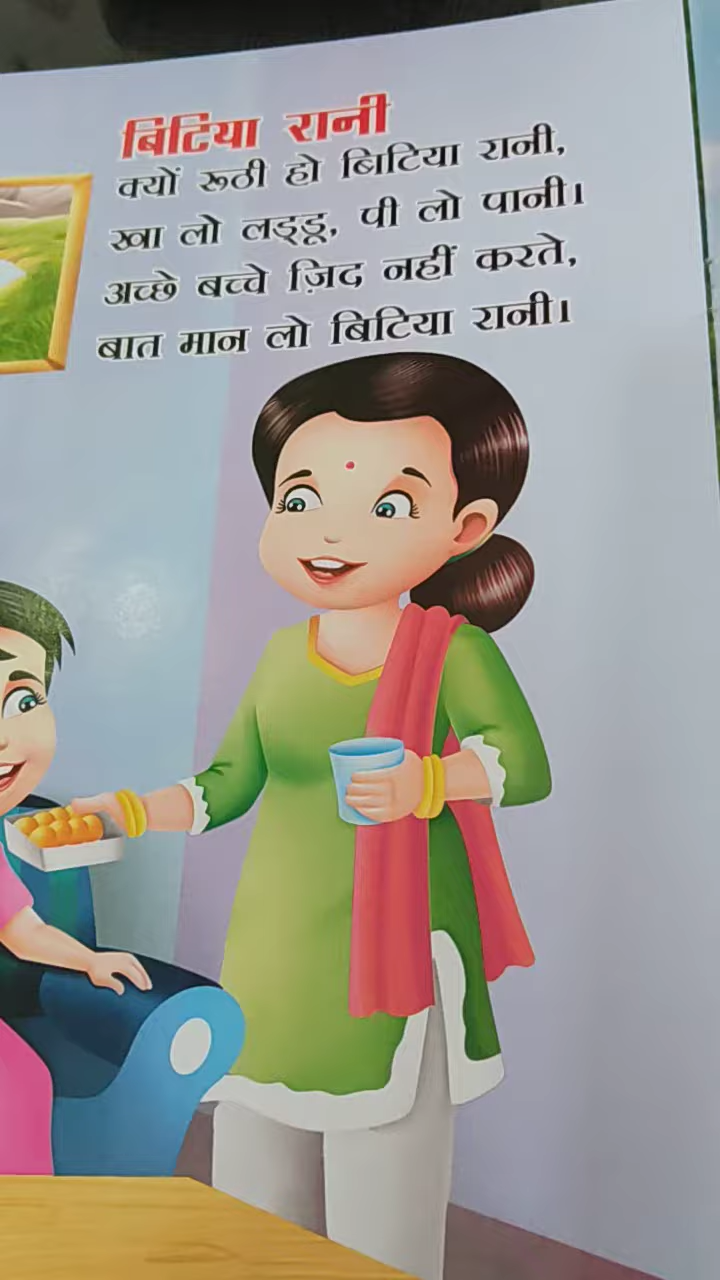 बिटिया रानी
क्यों रूठी हो बिटिया रानी,
खा लो लड्डू, पी लो पानी।
अच्छे बच्चे ज़िद नहीं करते,
बात मान लो बिटिया रानी।